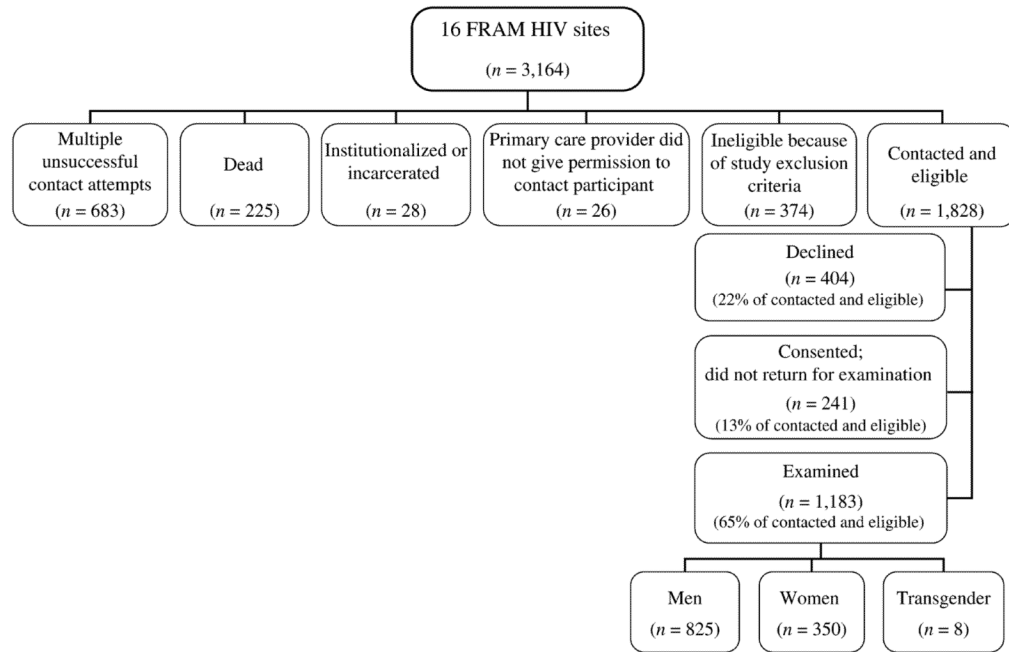 16 FRAM HIV sites
(n = 3,164)
Multiple
unsuccessful
contact attempts
(n = 683)
Dead
(n = 225)
Institutionalized or
incarcerated
(n = 28)
Primary care provider did
not give permission to
contact participant
(n = 26)
Ineligible because
of study exclusion
criteria
(n = 374)
Contacted and
eligible
(n = 1,828)
Declined
(n = 404)
(22% of contacted and eligible)
Consented;
did not return for examination
(n = 241)
(13% of contacted and eligible)
Examined
(n = 1,183)
(65% of contacted and eligible)
Men
(n = 825)
Women
(n = 350)
Transgender
(n = 8)